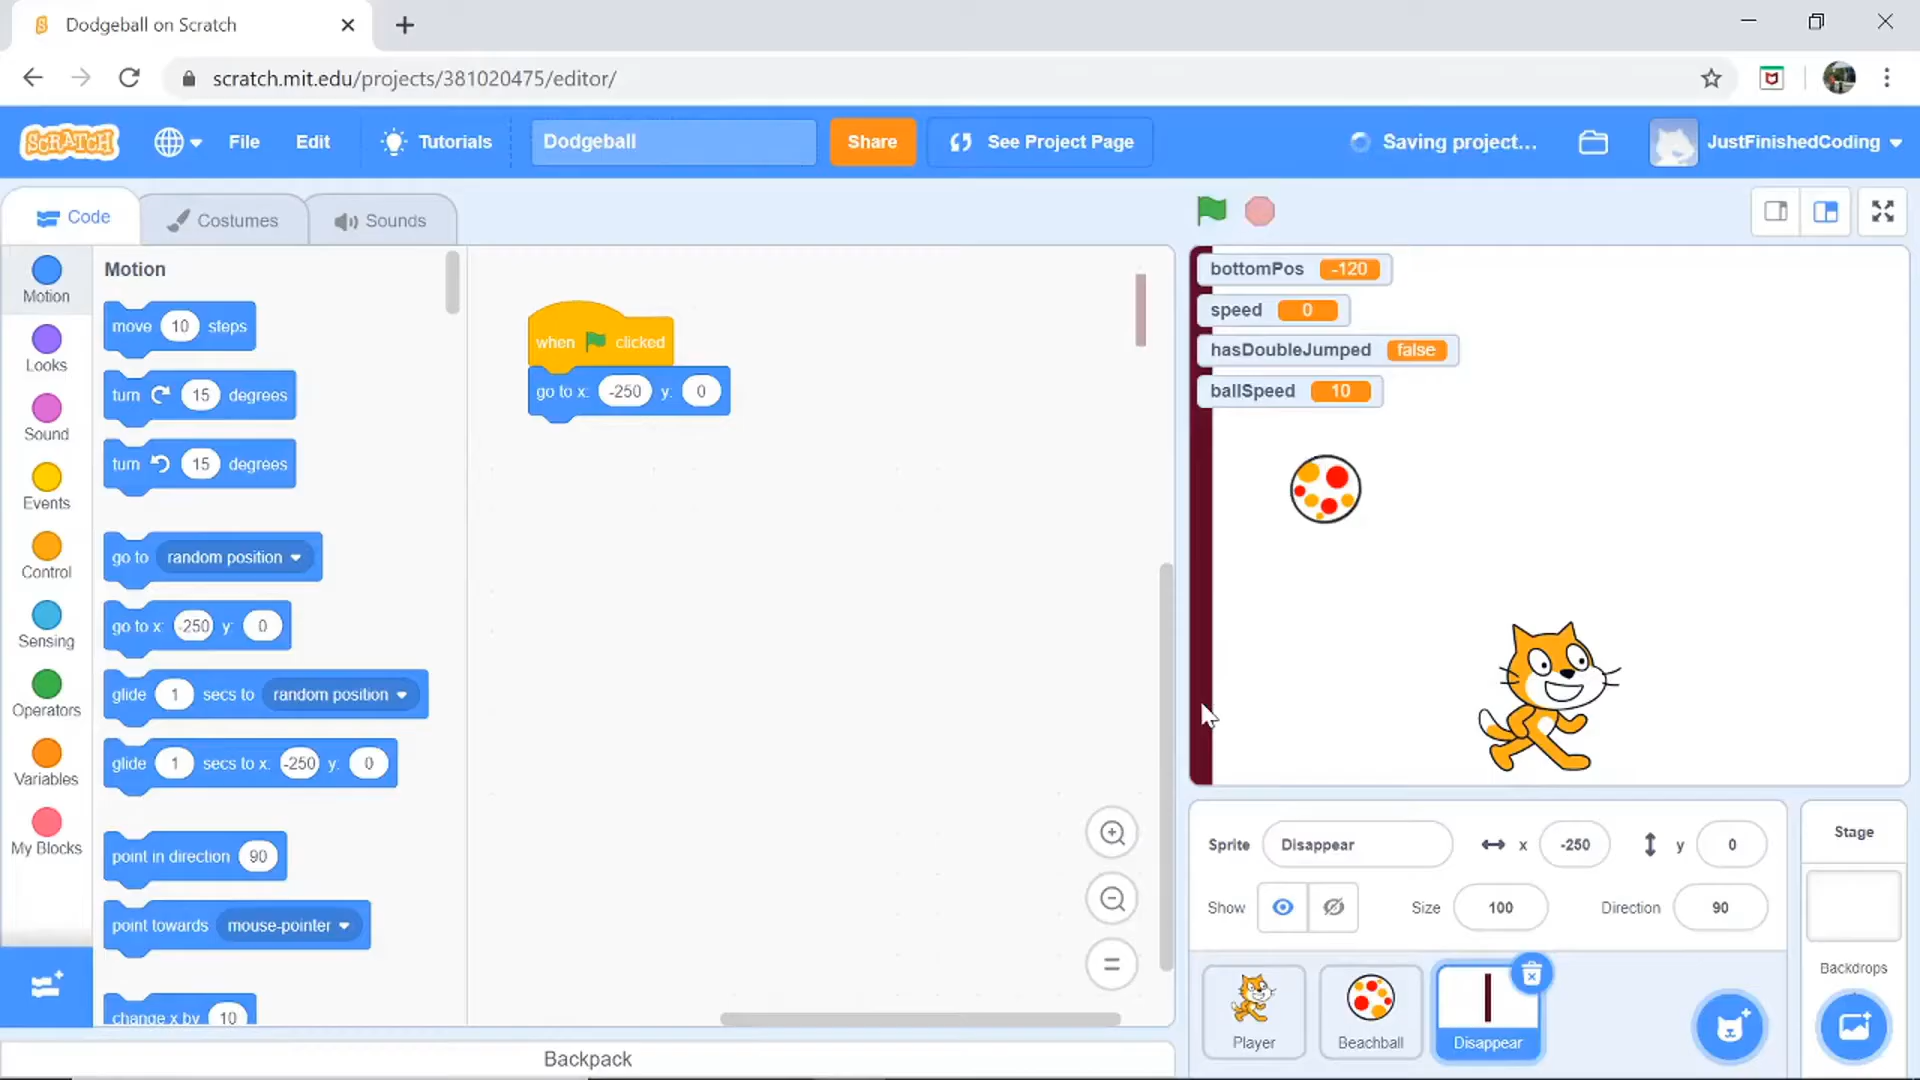 Dodgeball on Scratch
scratch.mit.edu/projects/381020475/editor/
SCRATCH File Edit Tutorials Dodgeball Share See Project Page Saving project... JustFinishedCoding
Code Costumes Sounds
Motion
Looks
Sound
Events
Control
Sensing
Operators
Variables
My Blocks
Motion
move 10 steps
turn 15 degrees
turn 15 degrees
go to random position
go to x: -250 y: 0
glide 1 secs to random position
glide 1 secs to x: -250 y: 0
point in direction 90
point towards mouse-pointer
change x by 10
when clicked
go to x: -250 y: 0
Backpack
bottomPos -120
speed 0
hasDoubleJumped false
ballSpeed 10
Sprite Disappear x -250 y 0
Show Size 100 Direction 90
Player Beachball Disappear
Stage
Backdrops